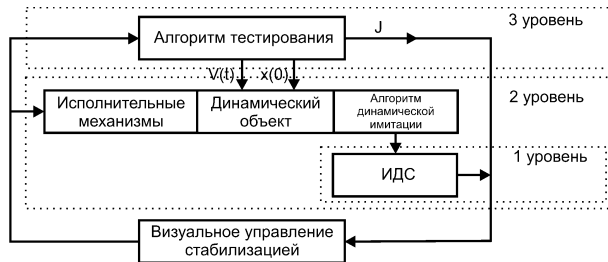 3 уровень
Алгоритм тестирования
J
V(t)
x(0)
2 уровень
Исполнительные
механизмы
Динамический
объект
Алгоритм
динамической
имитации
1 уровень
ИДС
Визуальное управление
стабилизацией